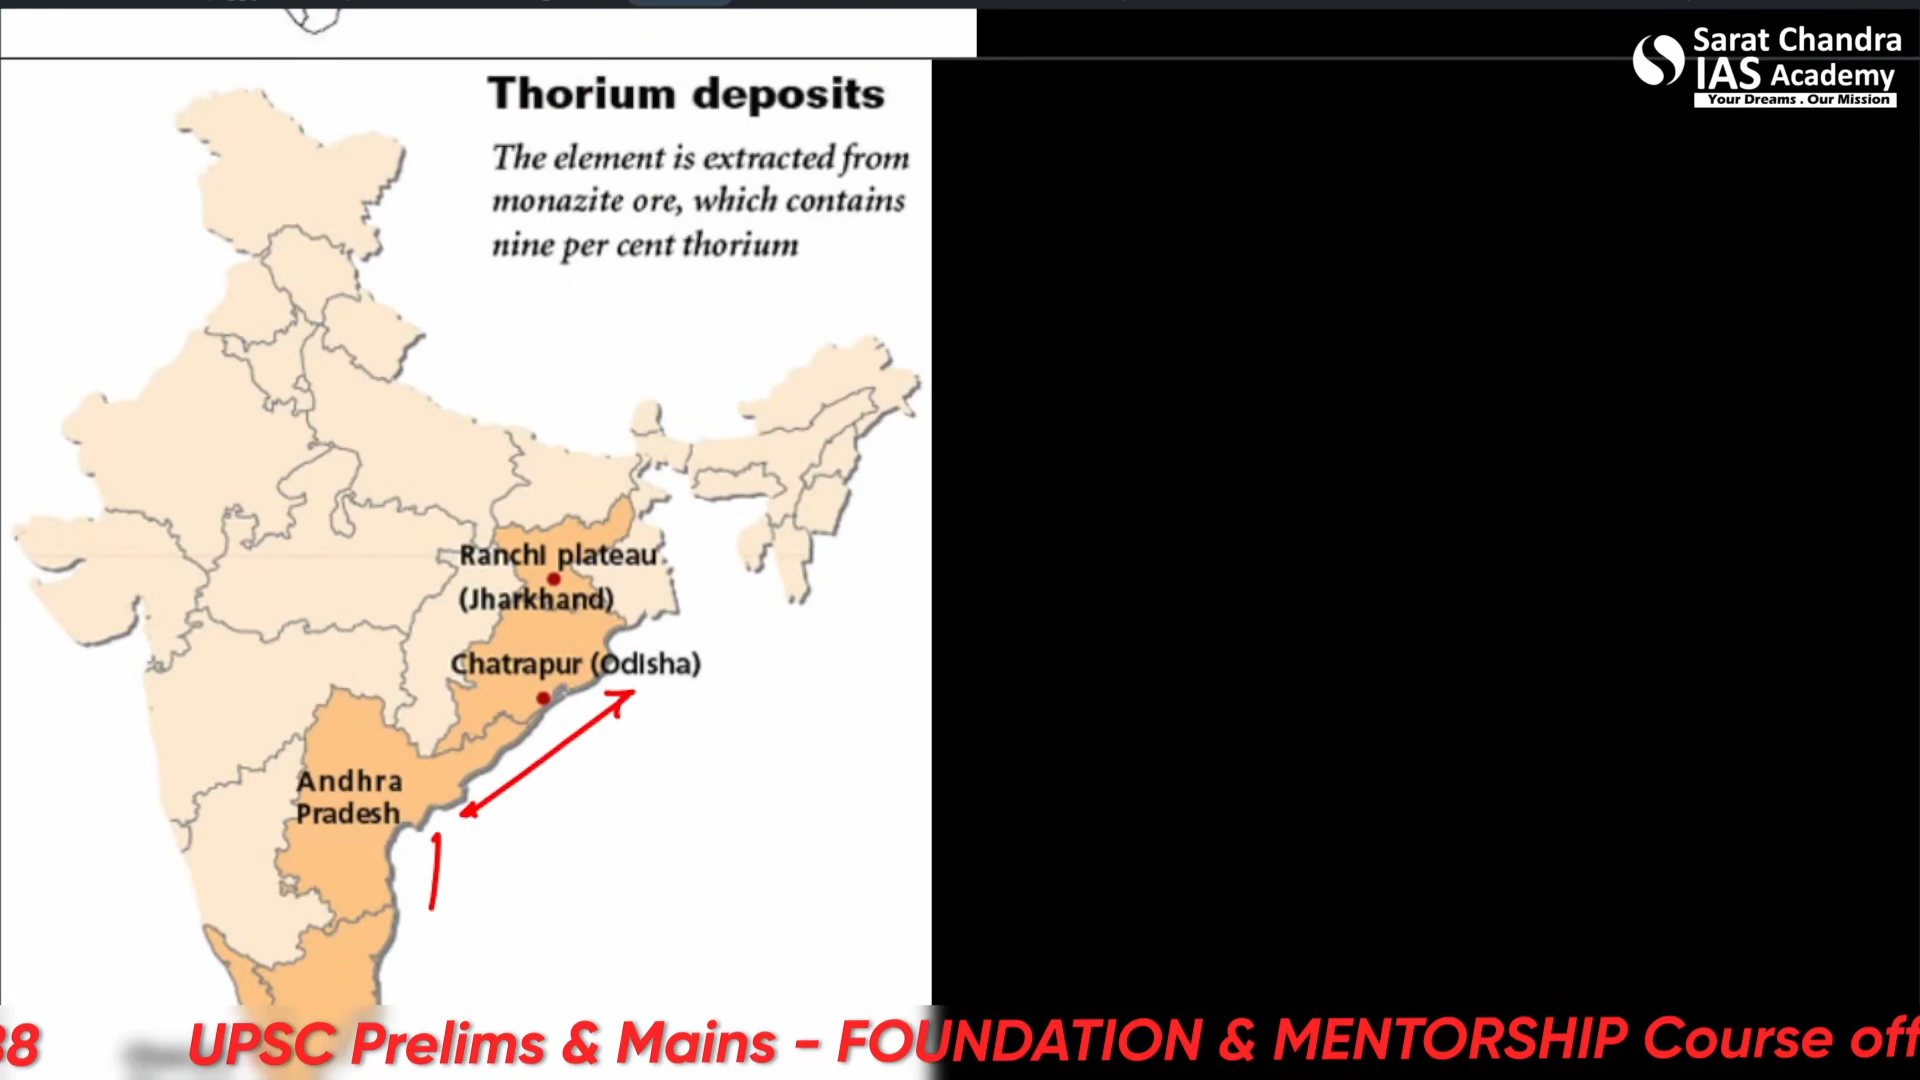 Sarat Chandra
IAS Academy
Your Dreams . Our Mission
Thorium deposits
The element is extracted from
monazite ore, which contains
nine per cent thorium
RanchI plateau
(Jharkhand)
Chatrapur (OdIsha)
Andhra
Pradesh
38 UPSC Prelims & Mains - FOUNDATION & MENTORSHIP Course off